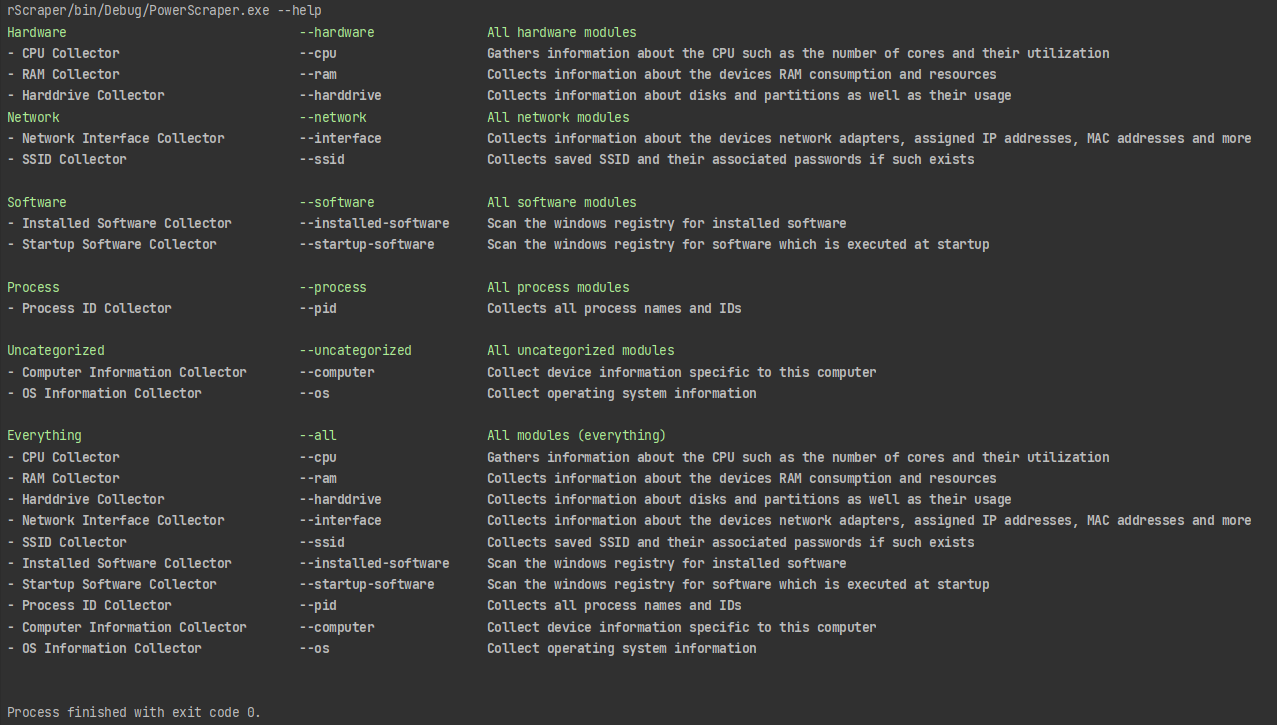 rScraper/bin/Debug/PowerScraper.exe --help
Hardware --hardware All hardware modules
- CPU Collector --cpu Gathers information about the CPU such as the number of cores and their utilization
- RAM Collector --ram Collects information about the devices RAM consumption and resources
- Harddrive Collector --harddrive Collects information about disks and partitions as well as their usage
Network --network All network modules
- Network Interface Collector --interface Collects information about the devices network adapters, assigned IP addresses, MAC addresses and more
- SSID Collector --ssid Collects saved SSID and their associated passwords if such exists
Software --software All software modules
- Installed Software Collector --installed-software Scan the windows registry for installed software
- Startup Software Collector --startup-software Scan the windows registry for software which is executed at startup
Process --process All process modules
- Process ID Collector --pid Collects all process names and IDs
Uncategorized --uncategorized All uncategorized modules
- Computer Information Collector --computer Collect device information specific to this computer
- OS Information Collector --os Collect operating system information
Everything --all All modules (everything)
- CPU Collector --cpu Gathers information about the CPU such as the number of cores and their utilization
- RAM Collector --ram Collects information about the devices RAM consumption and resources
- Harddrive Collector --harddrive Collects information about disks and partitions as well as their usage
- Network Interface Collector --interface Collects information about the devices network adapters, assigned IP addresses, MAC addresses and more
- SSID Collector --ssid Collects saved SSID and their associated passwords if such exists
- Installed Software Collector --installed-software Scan the windows registry for installed software
- Startup Software Collector --startup-software Scan the windows registry for software which is executed at startup
- Process ID Collector --pid Collects all process names and IDs
- Computer Information Collector --computer Collect device information specific to this computer
- OS Information Collector --os Collect operating system information
Process finished with exit code 0.